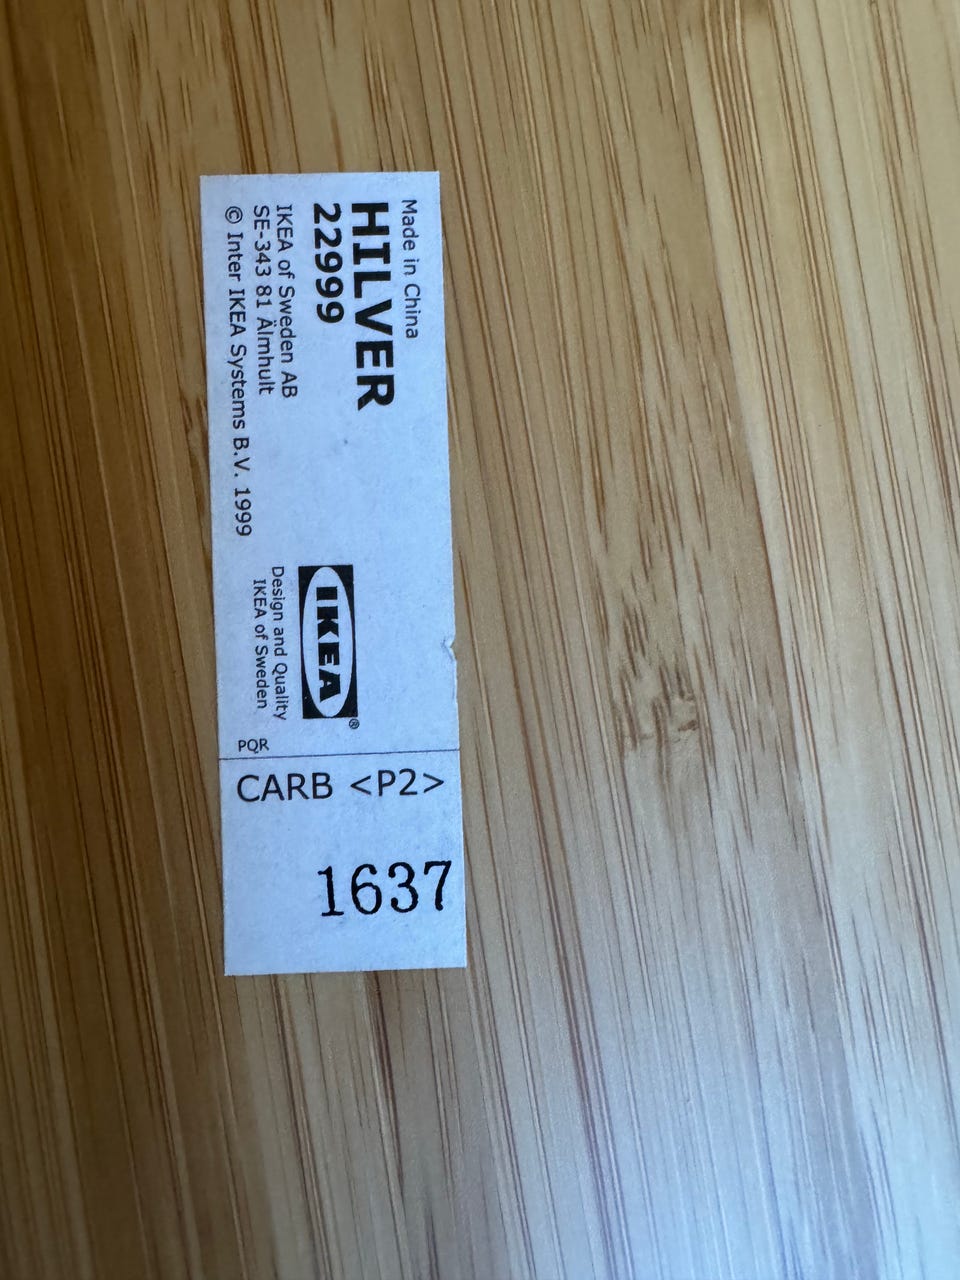 Made in China
HILVER
22999
IKEA of Sweden AB
SE-343 81 Älmhult
© Inter IKEA Systems B.V. 1999
IKEA®
Design and Quality
IKEA of Sweden
PQR
CARB <P2>
1637